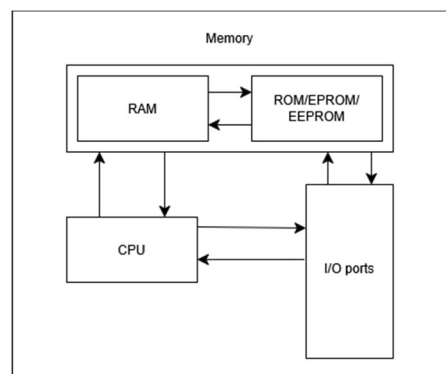 Memory
RAM
ROM/EPROM/
EEPROM
CPU
I/O ports